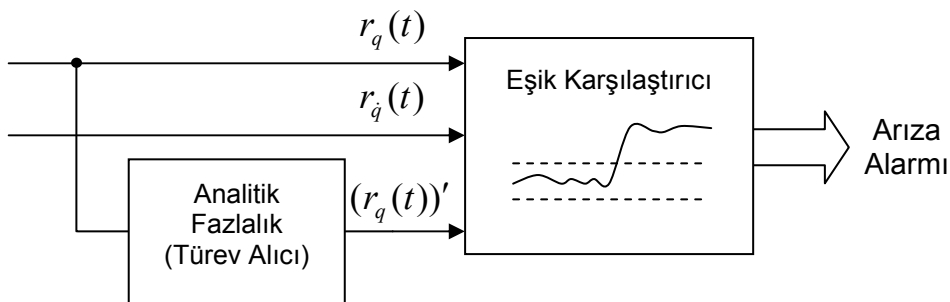 r_q(t)
Eşik Karşılaştırıcı
r_q̇(t)
Arıza
Alarmı
Analitik
Fazlalık
(Türev Alıcı)
(r_q(t))′